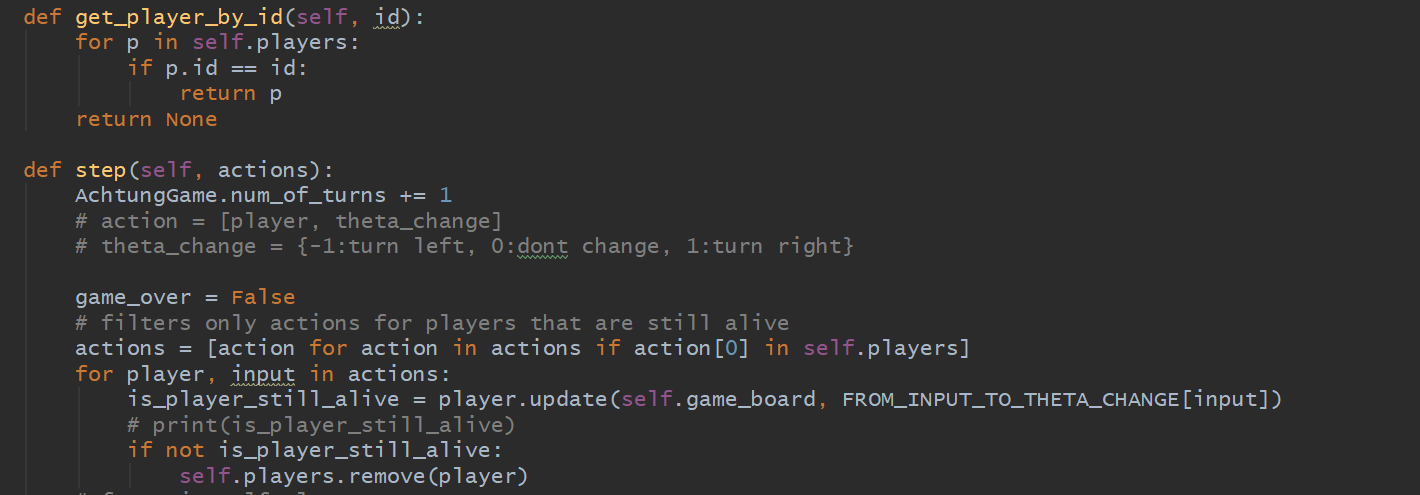 def get_player_by_id(self, id):
    for p in self.players:
        if p.id == id:
            return p
    return None

def step(self, actions):
    AchtungGame.num_of_turns += 1
    # action = [player, theta_change]
    # theta_change = {-1:turn left, 0:dont change, 1:turn right}

    game_over = False
    # filters only actions for players that are still alive
    actions = [action for action in actions if action[0] in self.players]
    for player, input in actions:
        is_player_still_alive = player.update(self.game_board, FROM_INPUT_TO_THETA_CHANGE[input])
        # print(is_player_still_alive)
        if not is_player_still_alive:
            self.players.remove(player)